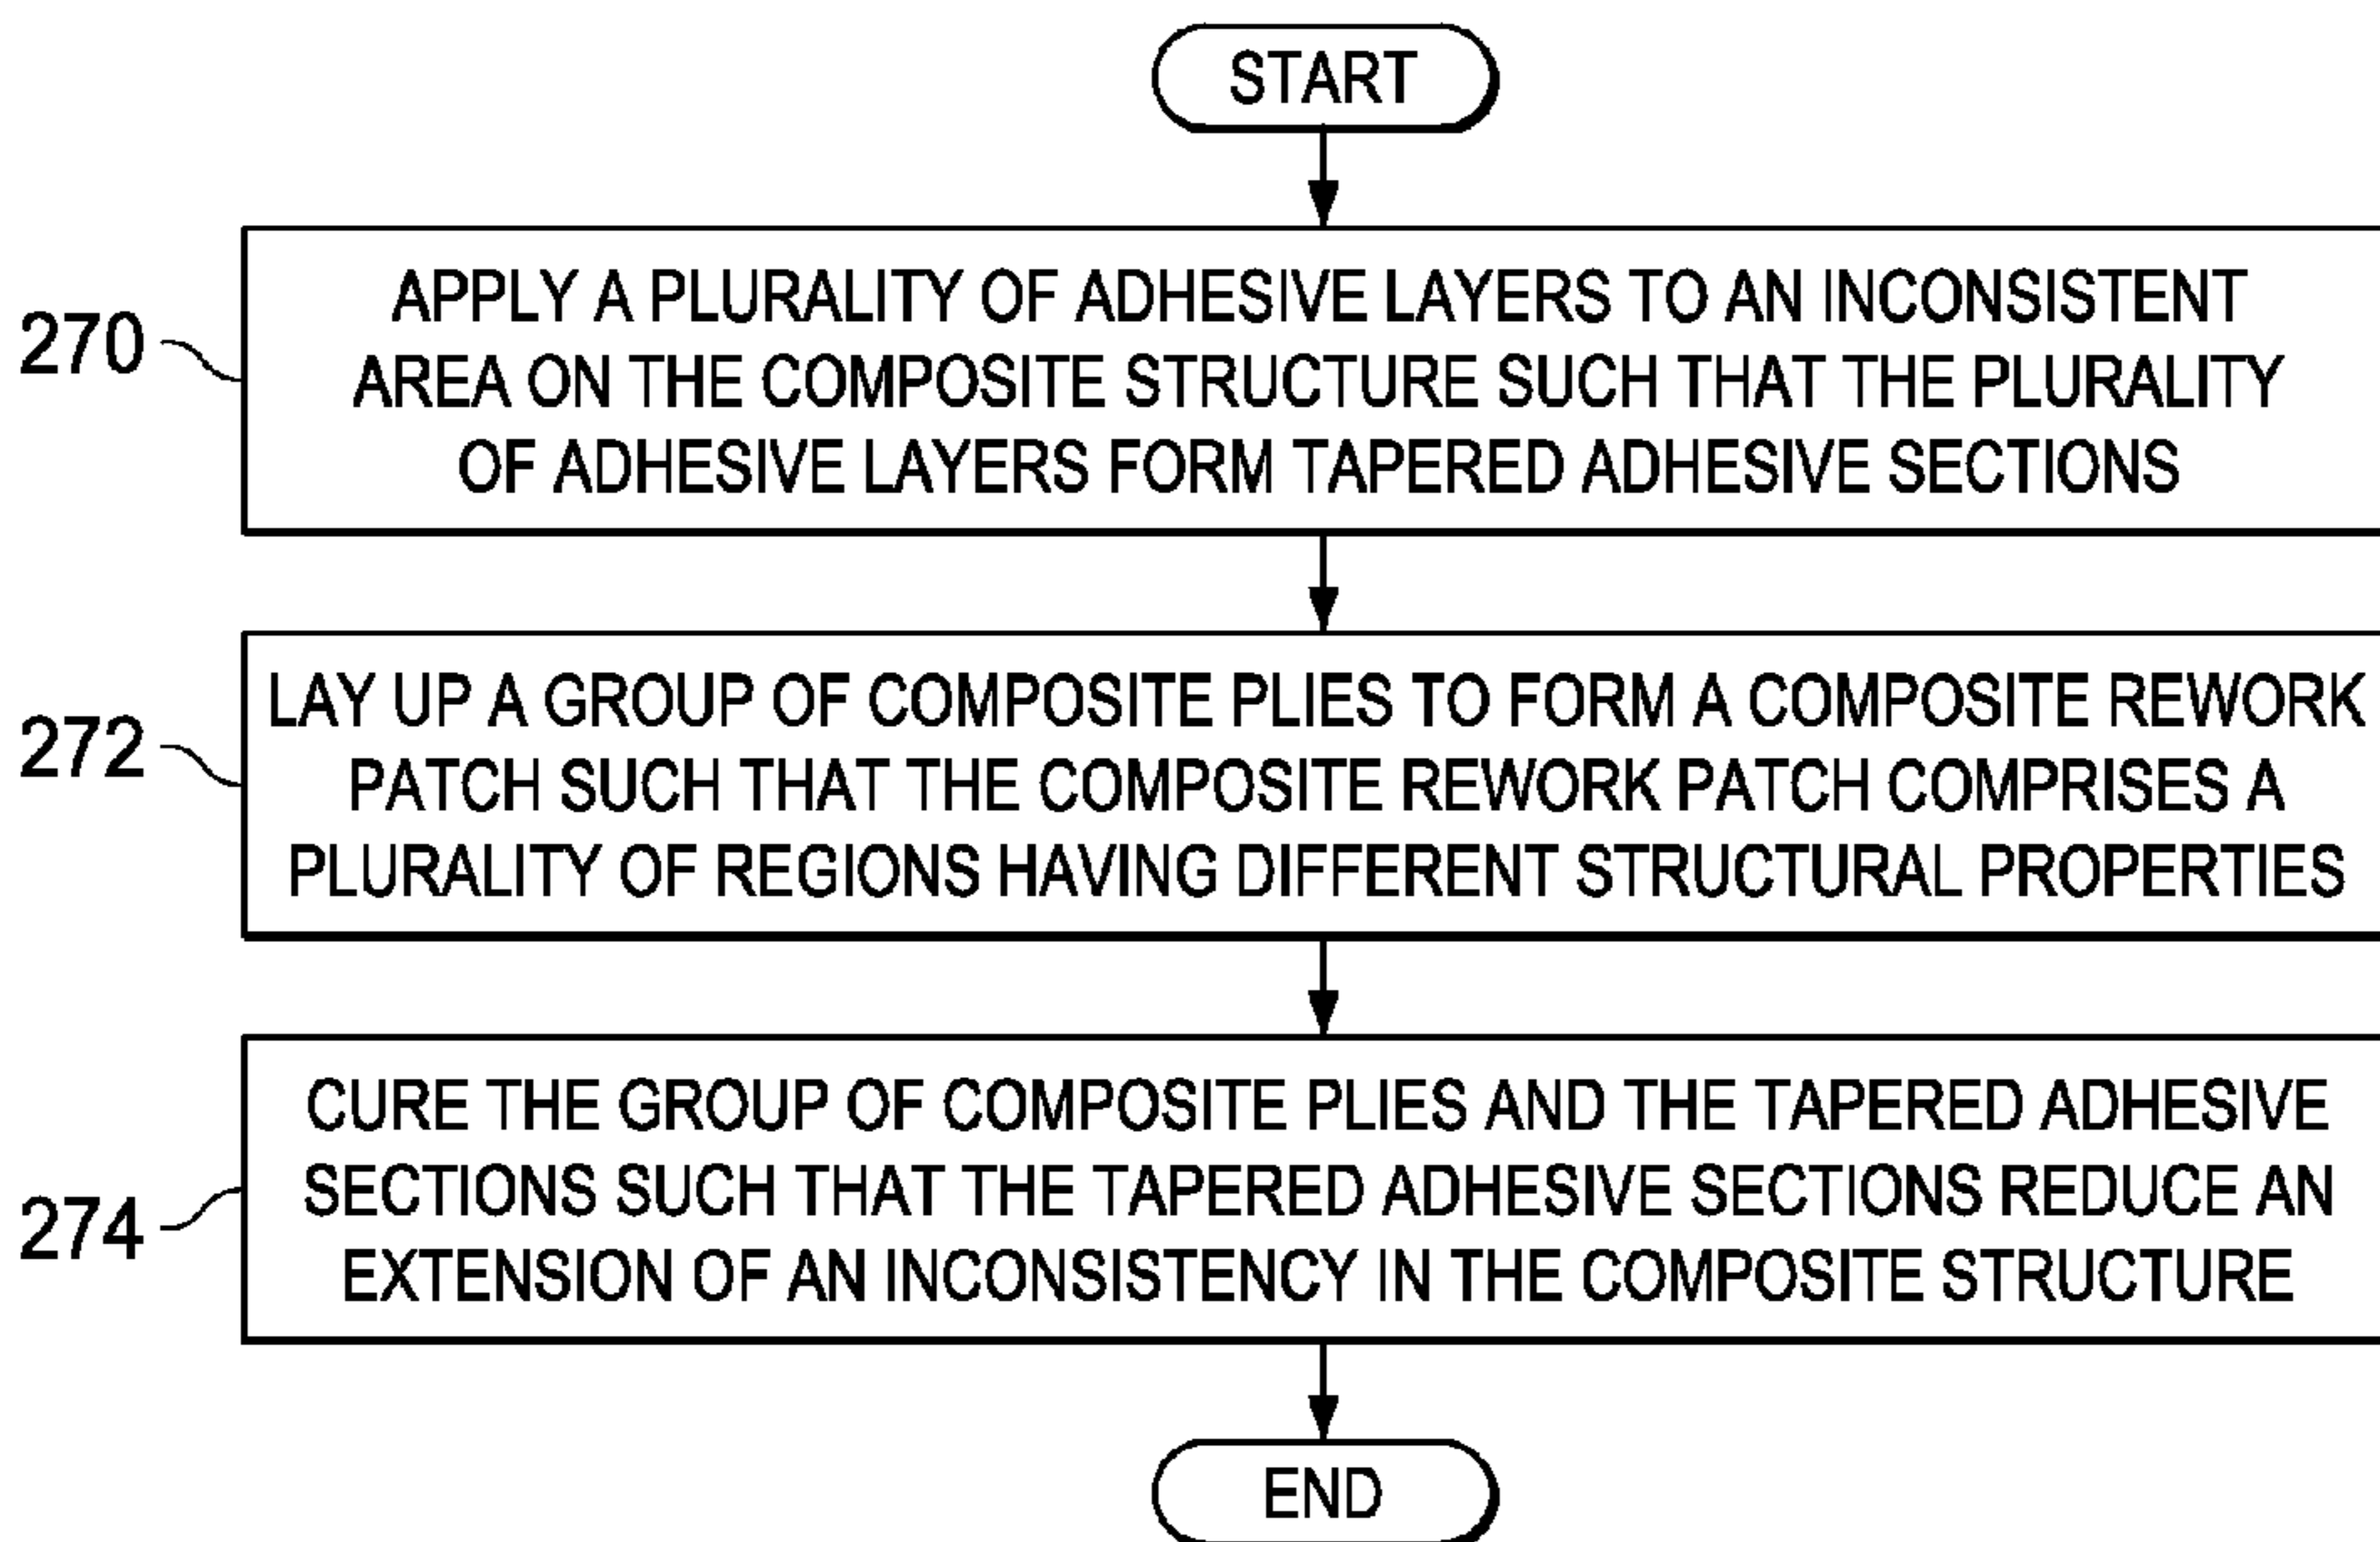 START
270
APPLY A PLURALITY OF ADHESIVE LAYERS TO AN INCONSISTENT
AREA ON THE COMPOSITE STRUCTURE SUCH THAT THE PLURALITY
OF ADHESIVE LAYERS FORM TAPERED ADHESIVE SECTIONS
272
LAY UP A GROUP OF COMPOSITE PLIES TO FORM A COMPOSITE REWORK
PATCH SUCH THAT THE COMPOSITE REWORK PATCH COMPRISES A
PLURALITY OF REGIONS HAVING DIFFERENT STRUCTURAL PROPERTIES
274
CURE THE GROUP OF COMPOSITE PLIES AND THE TAPERED ADHESIVE
SECTIONS SUCH THAT THE TAPERED ADHESIVE SECTIONS REDUCE AN
EXTENSION OF AN INCONSISTENCY IN THE COMPOSITE STRUCTURE
END